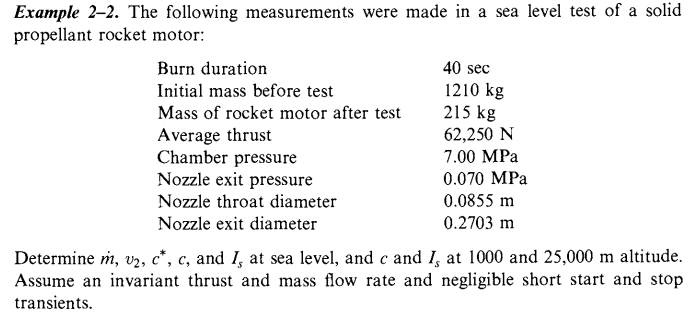 Example 2–2. The following measurements were made in a sea level test of a solid
propellant rocket motor:
Burn duration 40 sec
Initial mass before test 1210 kg
Mass of rocket motor after test 215 kg
Average thrust 62,250 N
Chamber pressure 7.00 MPa
Nozzle exit pressure 0.070 MPa
Nozzle throat diameter 0.0855 m
Nozzle exit diameter 0.2703 m
Determine ṁ, v₂, c*, c, and Iₛ at sea level, and c and Iₛ at 1000 and 25,000 m altitude.
Assume an invariant thrust and mass flow rate and negligible short start and stop
transients.